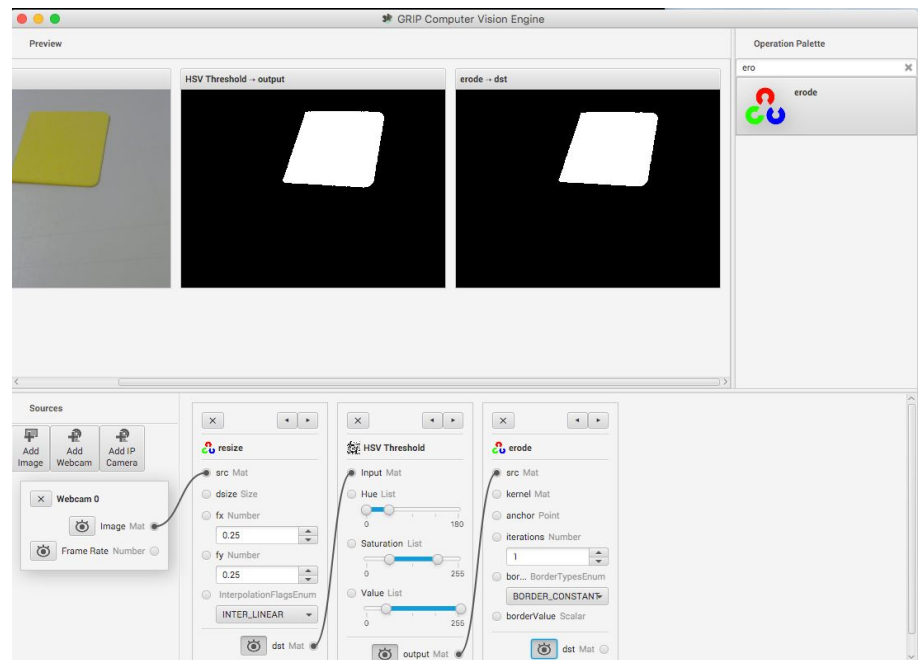 GRIP Computer Vision Engine
Preview
Operation Palette
HSV Threshold → output
erode → dst
ero
erode
Sources
Add Image
Add Webcam
Add IP Camera
Webcam 0
Image Mat
Frame Rate Number
resize
src Mat
dsize Size
fx Number
0.25
fy Number
0.25
InterpolationFlagsEnum
INTER_LINEAR
dst Mat
HSV Threshold
Input Mat
Hue List
0 180
Saturation List
0 255
Value List
0 255
output Mat
erode
src Mat
kernel Mat
anchor Point
iterations Number
1
bor... BorderTypesEnum
BORDER_CONSTANT
borderValue Scalar
dst Mat